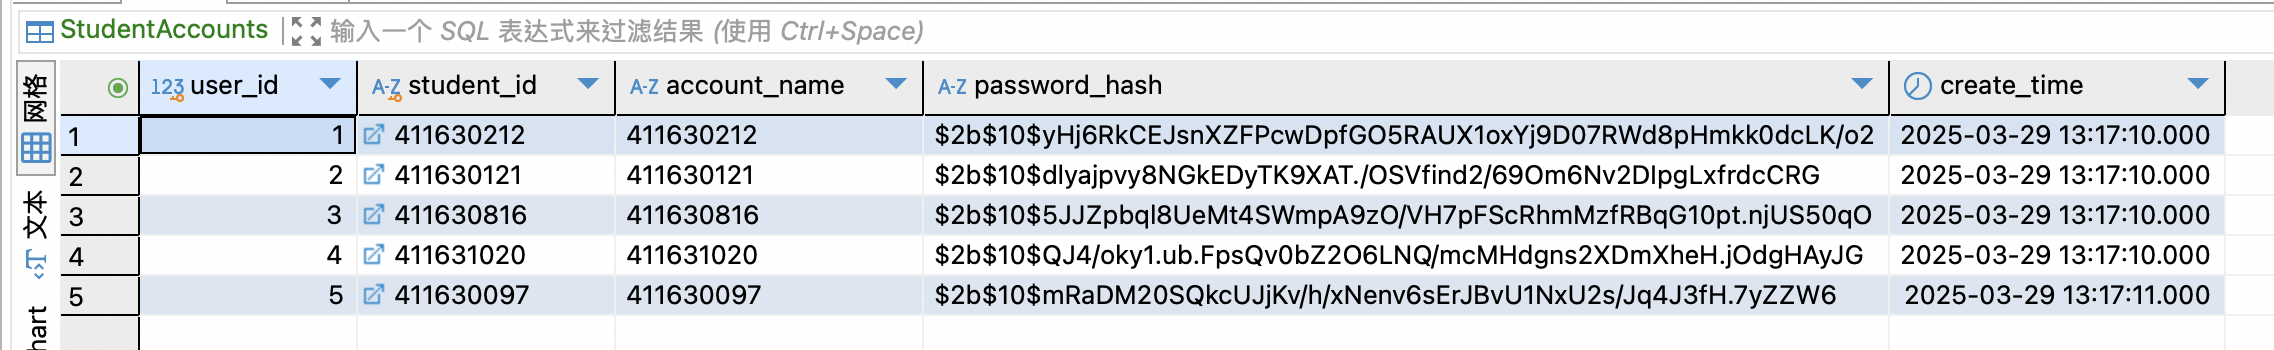 StudentAccounts 输入一个 SQL 表达式来过滤结果 (使用 Ctrl+Space)
网格
文本
hart
123 user_id A-Z student_id A-Z account_name A-Z password_hash create_time
1 1 411630212 411630212 $2b$10$yHj6RkCEJsnXZFPcwDpfGO5RAUX1oxYj9D07RWd8pHmkk0dcLK/o2 2025-03-29 13:17:10.000
2 2 411630121 411630121 $2b$10$dlyajpvy8NGkEDyTK9XAT./OSVfind2/69Om6Nv2DIpgLxfrdcCRG 2025-03-29 13:17:10.000
3 3 411630816 411630816 $2b$10$5JJZpbql8UeMt4SWmpA9zO/VH7pFScRhmMzfRBqG10pt.njUS50qO 2025-03-29 13:17:10.000
4 4 411631020 411631020 $2b$10$QJ4/oky1.ub.FpsQv0bZ2O6LNQ/mcMHdgns2XDmXheH.jOdgHAyJG 2025-03-29 13:17:10.000
5 5 411630097 411630097 $2b$10$mRaDM20SQkcUJjKv/h/xNenv6sErJBvU1NxU2s/Jq4J3fH.7yZZW6 2025-03-29 13:17:11.000